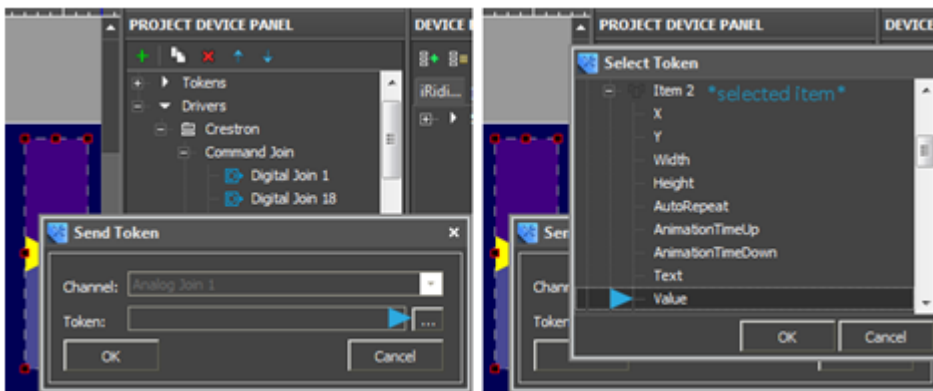 PROJECT DEVICE PANEL
DEVICE
Tokens
Drivers
Crestron
Command Join
Digital Join 1
Digital Join 18
iRidi...
Send Token
Channel:
Analog Join 1
Token:
...
OK
Cancel
PROJECT DEVICE PANEL
DEVICE
Select Token
Item 2 *selected item*
X
Y
Width
Height
AutoRepeat
AnimationTimeUp
AnimationTimeDown
Text
Value
OK
Cancel
Sen
Chann
Token